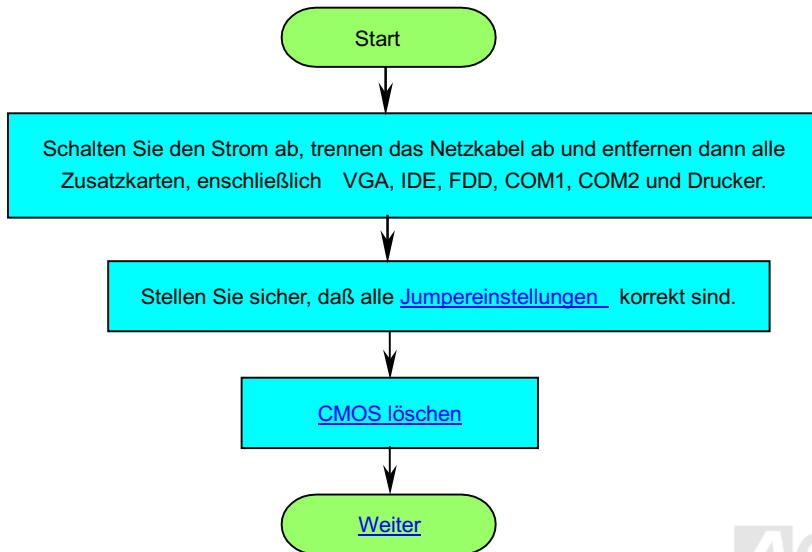 Start
Schalten Sie den Strom ab, trennen das Netzkabel ab und entfernen dann alle
Zusatzkarten, enschließlich VGA, IDE, FDD, COM1, COM2 und Drucker.
Stellen Sie sicher, daß alle Jumpereinstellungen korrekt sind.
CMOS löschen
Weiter